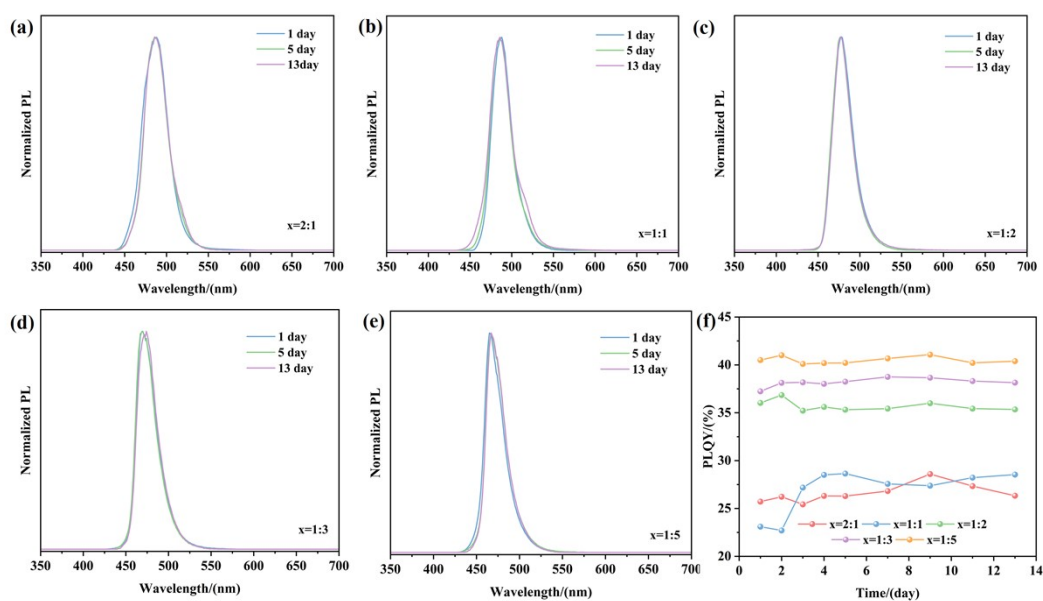 (a)
1 day
5 day
13day
Normalized PL
x=2:1
350 400 450 500 550 600 650 700
Wavelength/(nm)
(b)
1 day
5 day
13 day
Normalized PL
x=1:1
350 400 450 500 550 600 650 700
Wavelength/(nm)
(c)
1 day
5 day
13 day
Normalized PL
x=1:2
350 400 450 500 550 600 650 700
Wavelength/(nm)
(d)
1 day
5 day
13 day
Normalized PL
x=1:3
350 400 450 500 550 600 650 700
Wavelength/(nm)
(e)
1 day
5 day
13 day
Normalized PL
x=1:5
350 400 450 500 550 600 650 700
Wavelength/(nm)
(f)
45
40
35
30
25
20
PLQY/(%)
x=2:1 x=1:1 x=1:2
x=1:3 x=1:5
0 2 4 6 8 10 12 14
Time/(day)